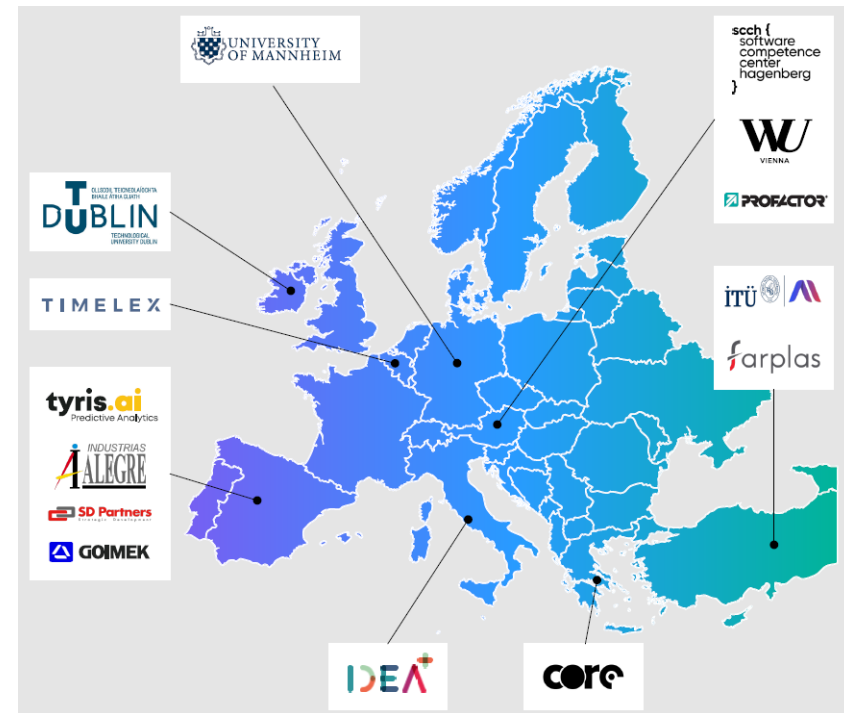 UNIVERSITY
OF MANNHEIM
scch {
software
competence
center
hagenberg
}
WU
VIENNA
PROFACTOR
OLLSCOIL TEICNEOLAÍOCHTA
BHAILE ÁTHA CLIATH
TU
DUBLIN
TECHNOLOGICAL
UNIVERSITY DUBLIN
TIMELEX
İTÜ
farplas
tyris.ai
Predictive Analytics
INDUSTRIAS
ALEGRE
SD Partners
Strategic Development
GOIMEK
IDEA
core